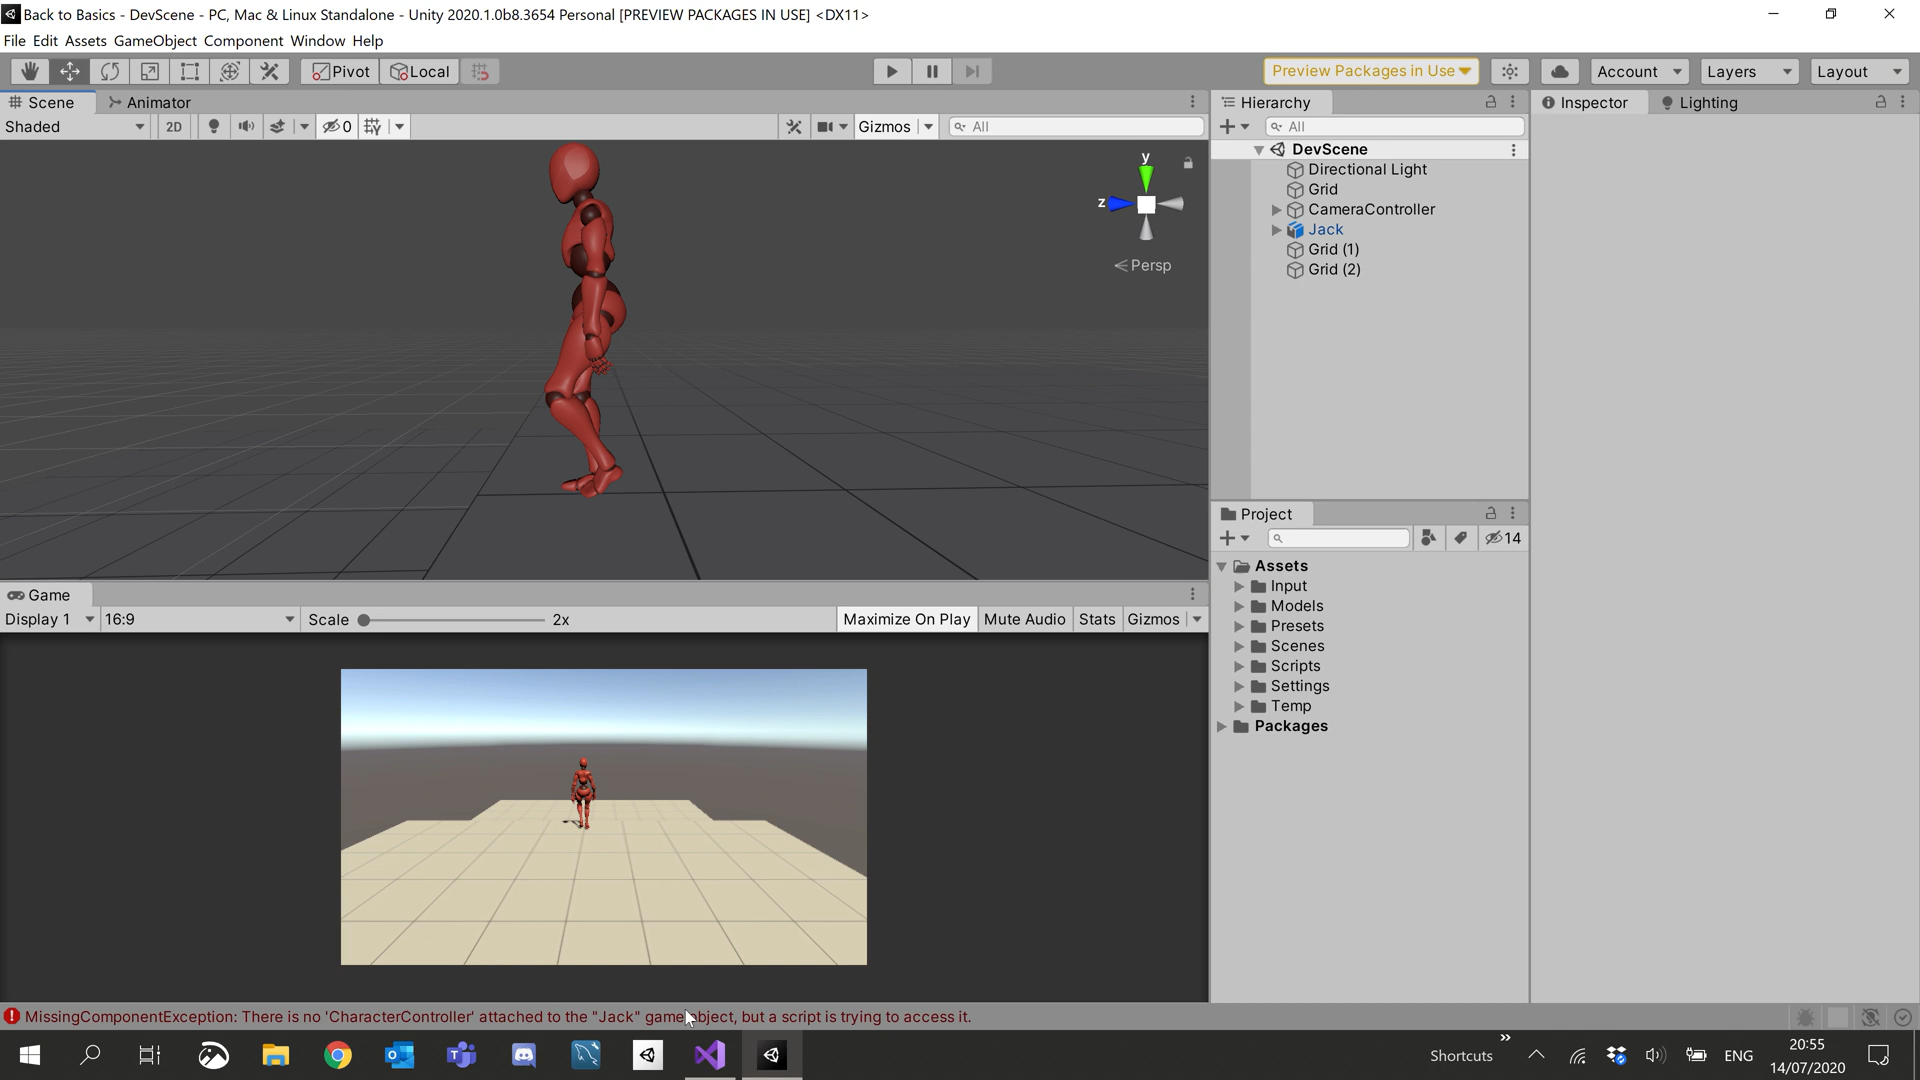 Back to Basics - DevScene - PC, Mac & Linux Standalone - Unity 2020.1.0b8.3654 Personal [PREVIEW PACKAGES IN USE] <DX11>
File Edit Assets GameObject Component Window Help
Pivot Local Preview Packages in Use Account Layers Layout
Scene Animator
Shaded 2D 0 Gizmos All
y
z
Persp
Hierarchy
All
DevScene
Directional Light
Grid
CameraController
Jack
Grid (1)
Grid (2)
Inspector Lighting
Project
14
Assets
Input
Models
Presets
Scenes
Scripts
Settings
Temp
Packages
Game
Display 1 16:9 Scale 2x Maximize On Play Mute Audio Stats Gizmos
MissingComponentException: There is no 'CharacterController' attached to the "Jack" game object, but a script is trying to access it.
Shortcuts » ENG
20:55
14/07/2020